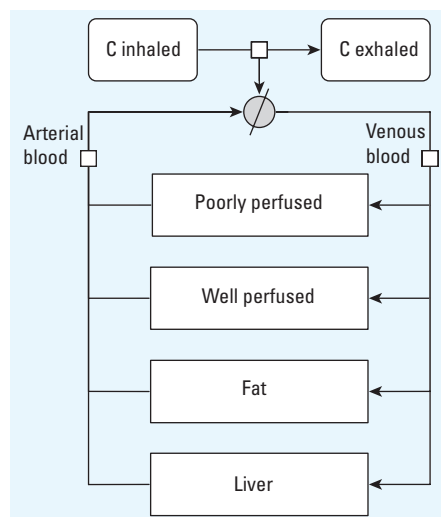 C inhaled
C exhaled
Arterial
blood
Venous
blood
Poorly perfused
Well perfused
Fat
Liver